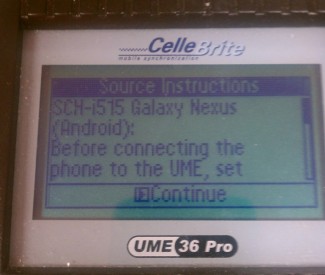 CelleBrite
mobile synchronization
Source Instructions
SCH-i515 Galaxy Nexus
(Android):
Before connecting the
phone to the UME, set
Continue
UME 36 Pro